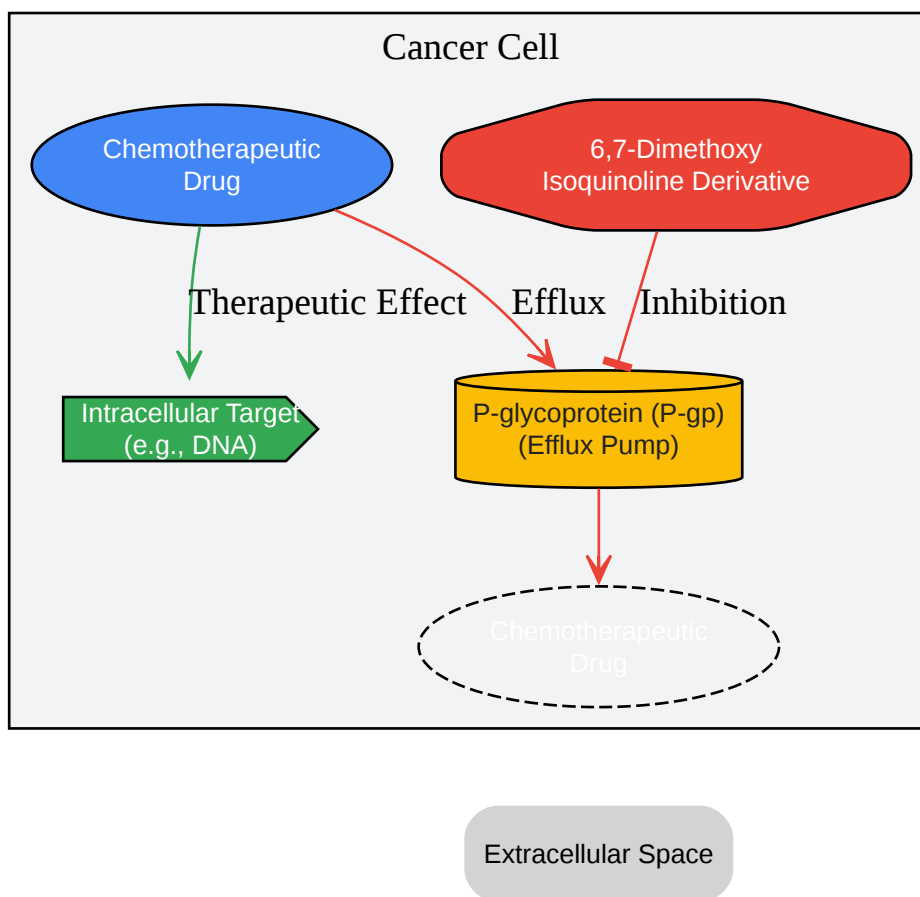 Cancer Cell
Chemotherapeutic
Drug
6,7-Dimethoxy
Isoquinoline Derivative
Therapeutic Effect
Efflux
Inhibition
Intracellular Target
(e.g., DNA)
P-glycoprotein (P-gp)
(Efflux Pump)
Chemotherapeutic
Drug
Extracellular Space